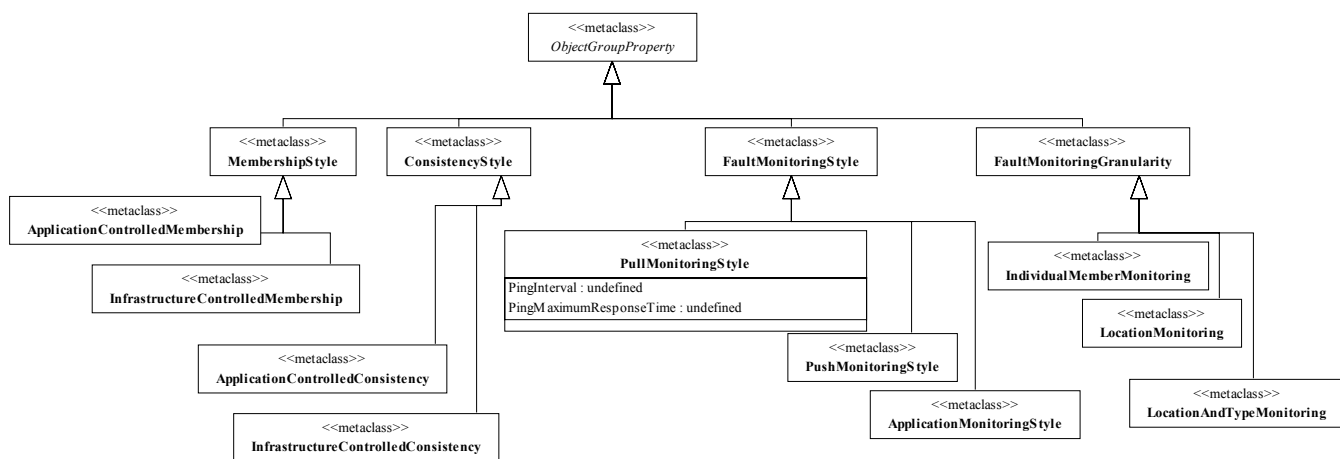 <<metaclass>>
ObjectGroupProperty
<<metaclass>>
MembershipStyle
<<metaclass>>
ConsistencyStyle
<<metaclass>>
FaultMonitoringStyle
<<metaclass>>
FaultMonitoringGranularity
<<metaclass>>
ApplicationControlledMembership
<<metaclass>>
InfrastructureControlledMembership
<<metaclass>>
ApplicationControlledConsistency
<<metaclass>>
InfrastructureControlledConsistency
<<metaclass>>
PullMonitoringStyle
PingInterval : undefined
PingMaximumResponseTime : undefined
<<metaclass>>
PushMonitoringStyle
<<metaclass>>
ApplicationMonitoringStyle
<<metaclass>>
IndividualMemberMonitoring
<<metaclass>>
LocationMonitoring
<<metaclass>>
LocationAndTypeMonitoring